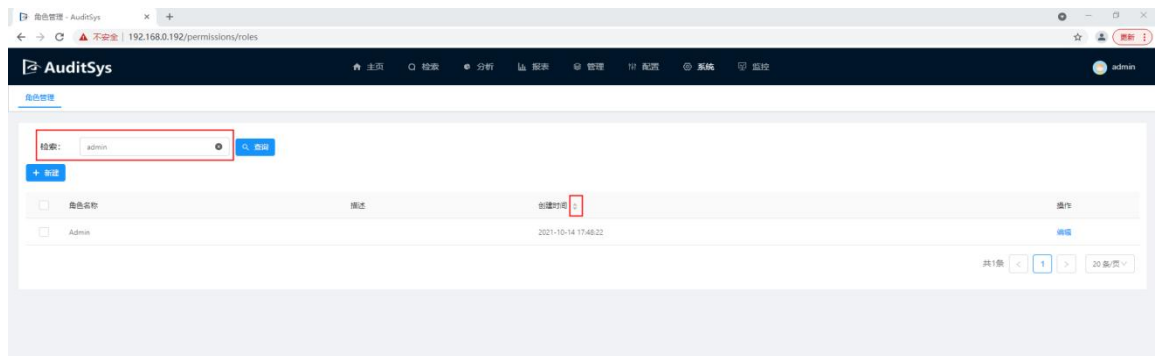 角色管理 - AuditSys
不安全 | 192.168.0.192/permissions/roles
更新
AuditSys
主页 检索 分析 报表 管理 配置 系统 监控 admin
角色管理
检索: admin 查询
+ 新建
角色名称 描述 创建时间 操作
Admin 2021-10-14 17:48:22 编辑
共1条 < 1 > 20 条/页